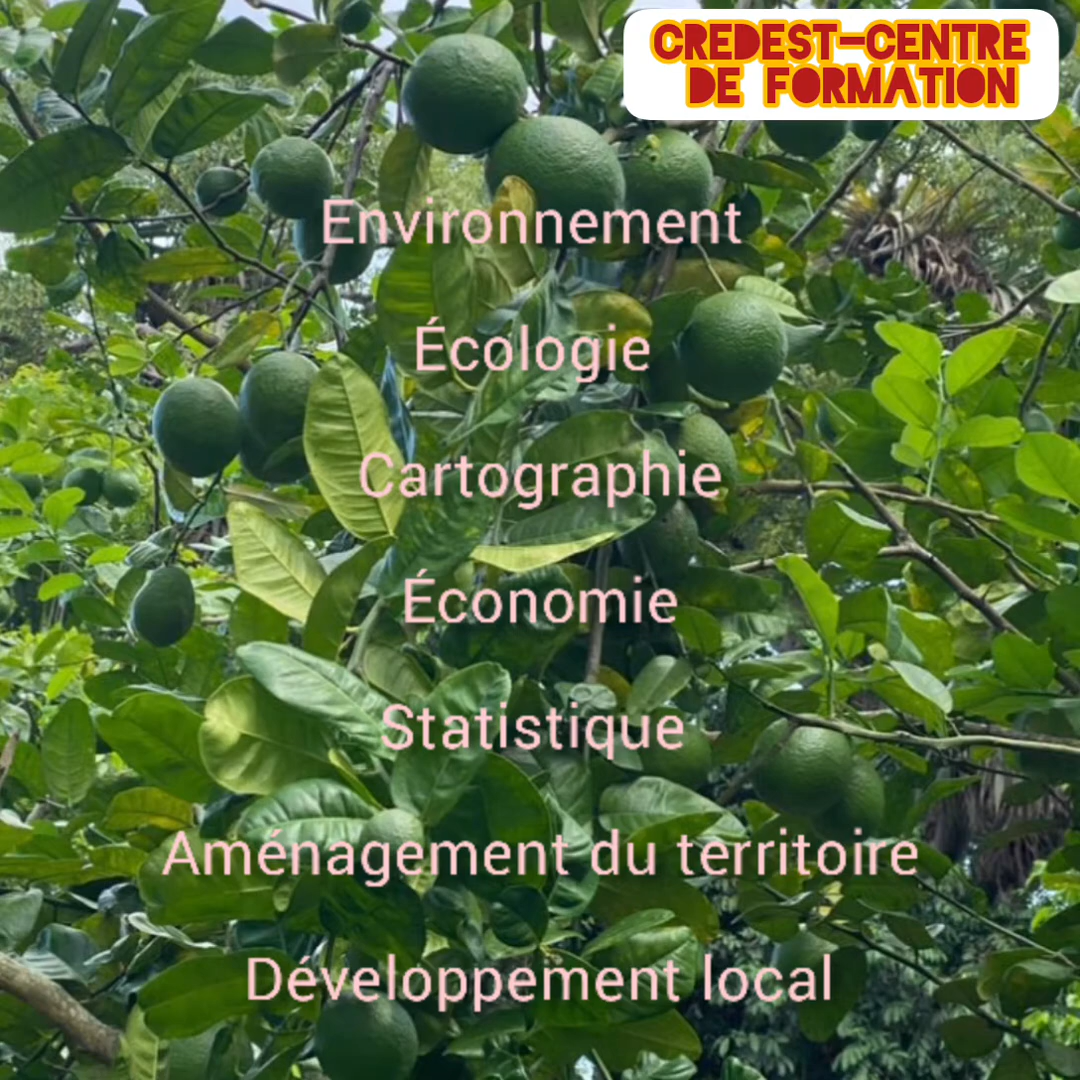 CREDEST-CENTRE
DE FORMATION
Environnement
Écologie
Cartographie
Économie
Statistique
Aménagement du territoire
Développement local